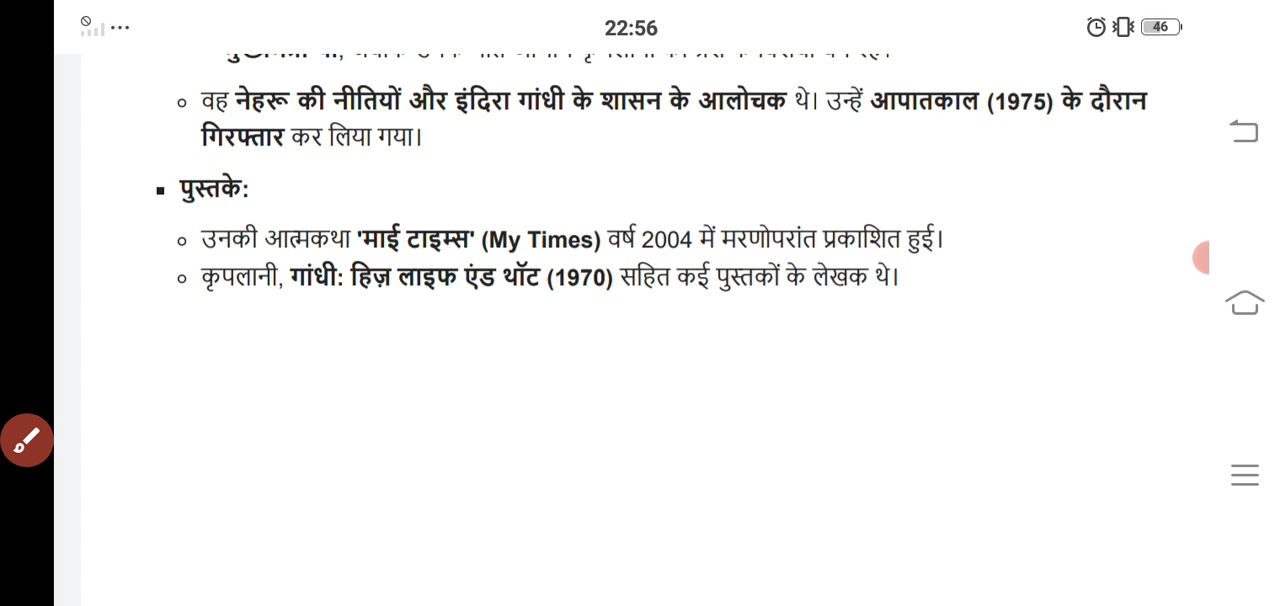 22:56
46
वह नेहरू की नीतियों और इंदिरा गांधी के शासन के आलोचक थे। उन्हें आपातकाल (1975) के दौरान
गिरफ्तार कर लिया गया।
पुस्तके:
उनकी आत्मकथा 'माई टाइम्स' (My Times) वर्ष 2004 में मरणोपरांत प्रकाशित हुई।
कृपलानी, गांधी: हिज़ लाइफ एंड थॉट (1970) सहित कई पुस्तकों के लेखक थे।